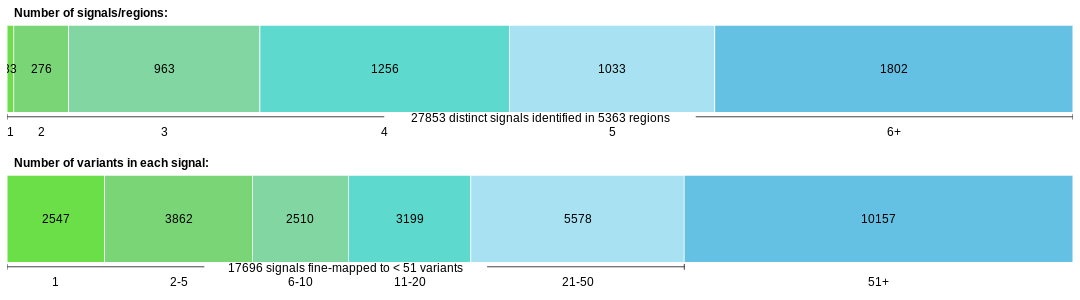 Number of signals/regions:
33 276 963 1256 1033 1802
27853 distinct signals identified in 5363 regions
1 2 3 4 5 6+
Number of variants in each signal:
2547 3862 2510 3199 5578 10157
17696 signals fine-mapped to < 51 variants
1 2-5 6-10 11-20 21-50 51+